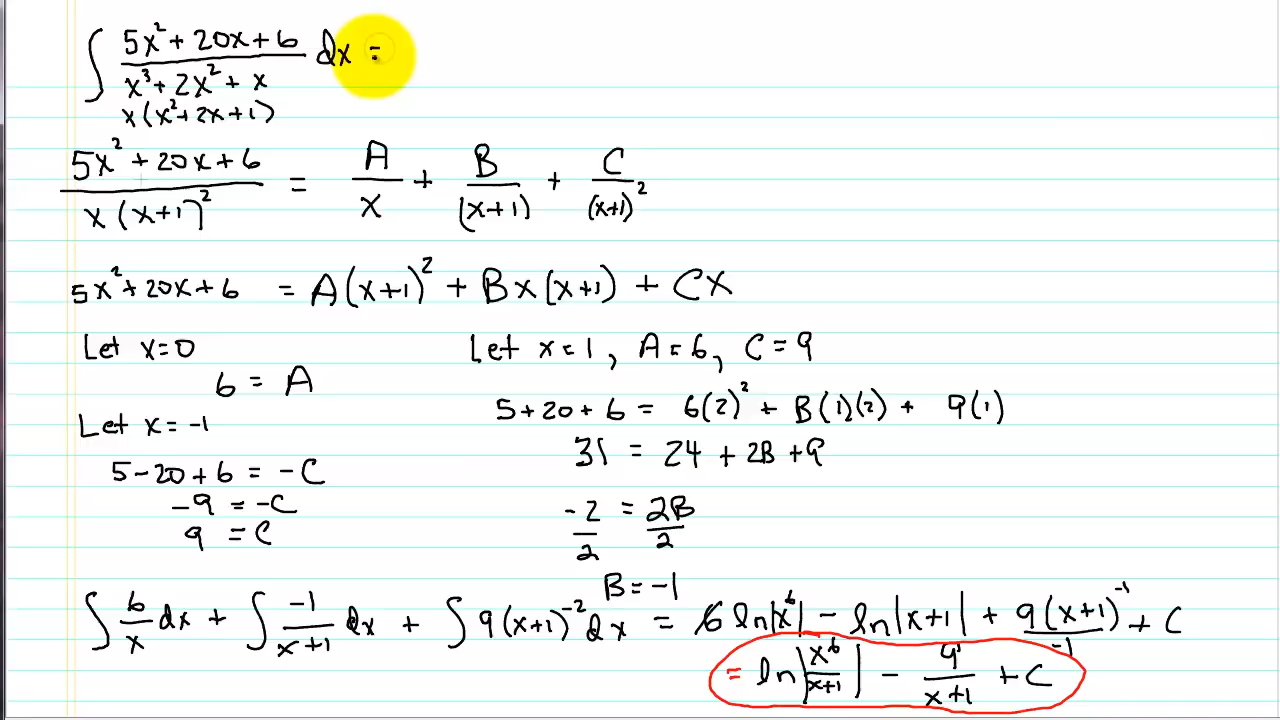 ∫ (5x² + 20x + 6)/(x³ + 2x² + x) dx =
x(x² + 2x + 1)
(5x² + 20x + 6)/(x(x+1)²) = A/x + B/(x+1) + C/(x+1)²
5x² + 20x + 6 = A(x+1)² + Bx(x+1) + Cx
Let x=0
6 = A
Let x = -1
5 - 20 + 6 = -C
-9 = -C
9 = C
Let x = 1, A = 6, C = 9
5 + 20 + 6 = 6(2)² + B(1)(2) + 9(1)
31 = 24 + 2B + 9
-2/2 = 2B/2
B = -1
∫ 6/x dx + ∫ -1/(x+1) dx + ∫ 9(x+1)⁻² dx = 6 ln|x⁶| - ln|x+1| + 9(x+1)⁻¹/-1 + C
= ln|x⁶/(x+1)| - 9/(x+1) + C